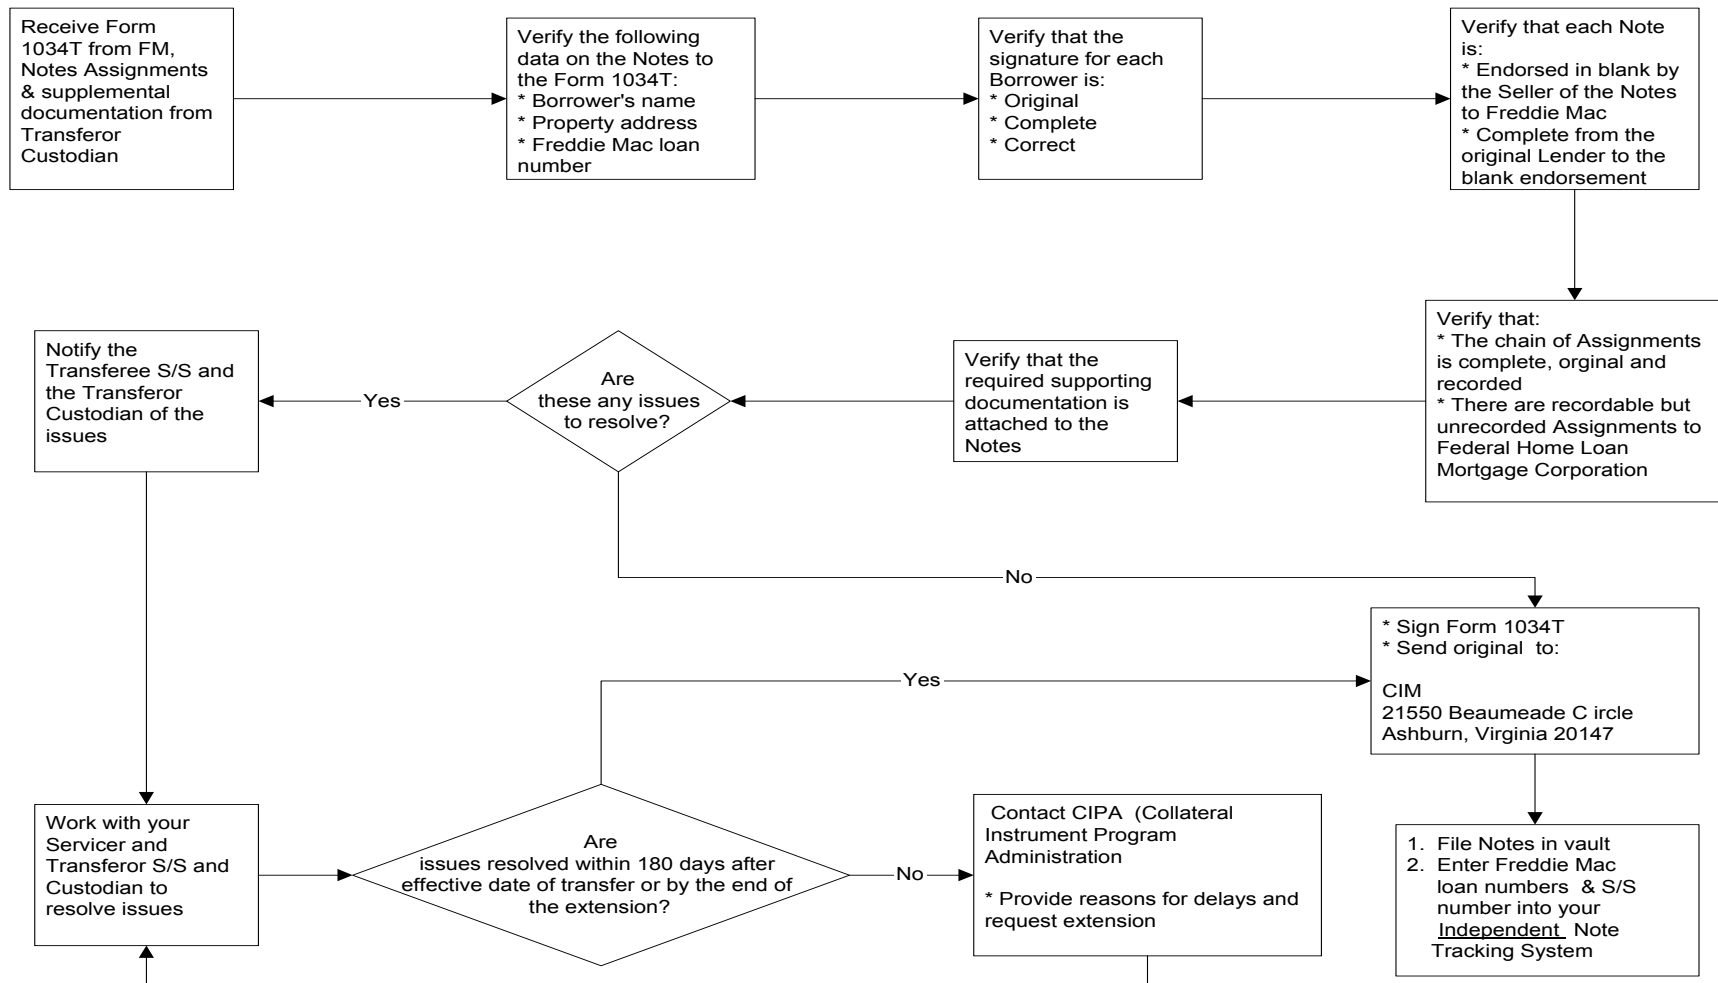 Receive Form
1034T from FM,
Notes Assignments
& supplemental
documentation from
Transferor
Custodian
Verify the following
data on the Notes to
the Form 1034T:
* Borrower's name
* Property address
* Freddie Mac loan
number
Verify that the
signature for each
Borrower is:
* Original
* Complete
* Correct
Verify that each Note
is:
* Endorsed in blank by
the Seller of the Notes
to Freddie Mac
* Complete from the
original Lender to the
blank endorsement
Verify that:
* The chain of Assignments
is complete, orginal and
recorded
* There are recordable but
unrecorded Assignments to
Federal Home Loan
Mortgage Corporation
Verify that the
required supporting
documentation is
attached to the
Notes
Are
these any issues
to resolve?
Yes
Notify the
Transferee S/S and
the Transferor
Custodian of the
issues
No
* Sign Form 1034T
* Send original to:
CIM
21550 Beaumeade C ircle
Ashburn, Virginia 20147
Yes
Work with your
Servicer and
Transferor S/S and
Custodian to
resolve issues
Are
issues resolved within 180 days after
effective date of transfer or by the end of
the extension?
No
Contact CIPA (Collateral
Instrument Program
Administration
* Provide reasons for delays and
request extension
1. File Notes in vault
2. Enter Freddie Mac
loan numbers & S/S
number into your
Independent Note
Tracking System